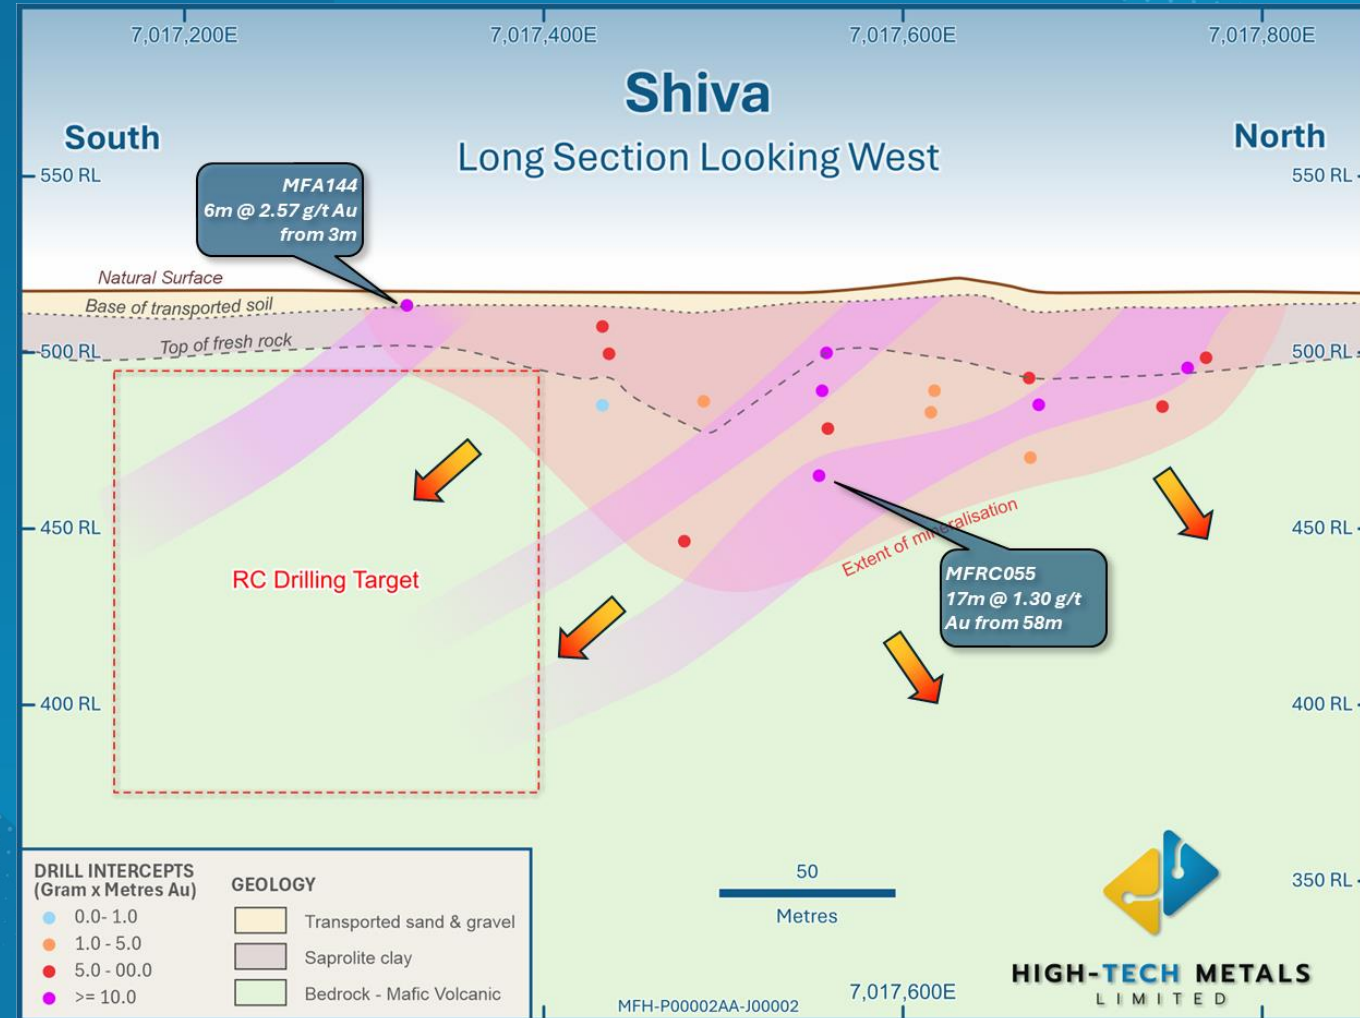 7,017,200E
7,017,400E
7,017,600E
7,017,800E
Shiva
Long Section Looking West
South
North
550 RL
550 RL
MFA144
6m @ 2.57 g/t Au
from 3m
Natural Surface
Base of transported soil
Top of fresh rock
500 RL
500 RL
450 RL
450 RL
Extent of mineralisation
MFRC055
17m @ 1.30 g/t
Au from 58m
RC Drilling Target
400 RL
400 RL
350 RL
DRILL INTERCEPTS
(Gram x Metres Au)
0.0- 1.0
1.0 - 5.0
5.0 - 00.0
>= 10.0
GEOLOGY
Transported sand & gravel
Saprolite clay
Bedrock - Mafic Volcanic
50
Metres
MFH-P00002AA-J00002
7,017,600E
HIGH-TECH METALS
LIMITED